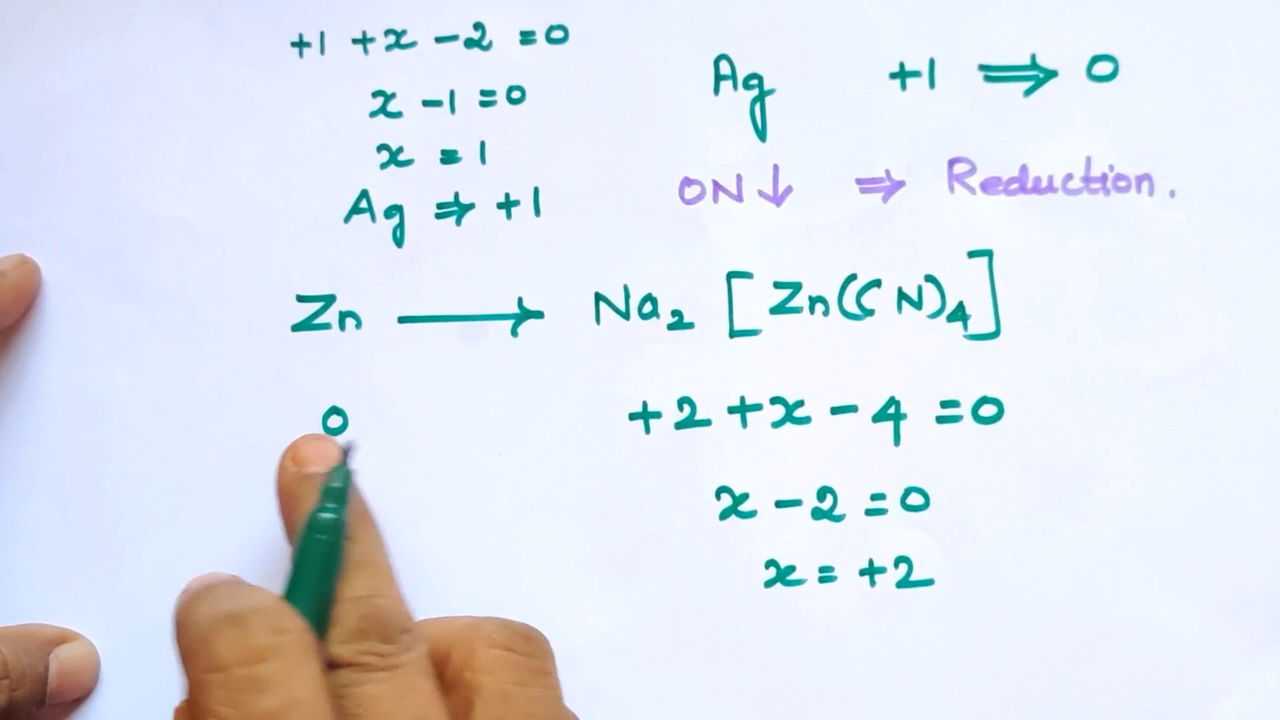 +1 +x -2 =0
x -1 =0
x = 1
Ag ⇒ +1
Ag +1 ⟹ 0
ON↓ ⇒ Reduction.
Zn ⟶ Na₂ [Zn(CN)₄]
0
+2 +x - 4 =0
x - 2 =0
x = +2